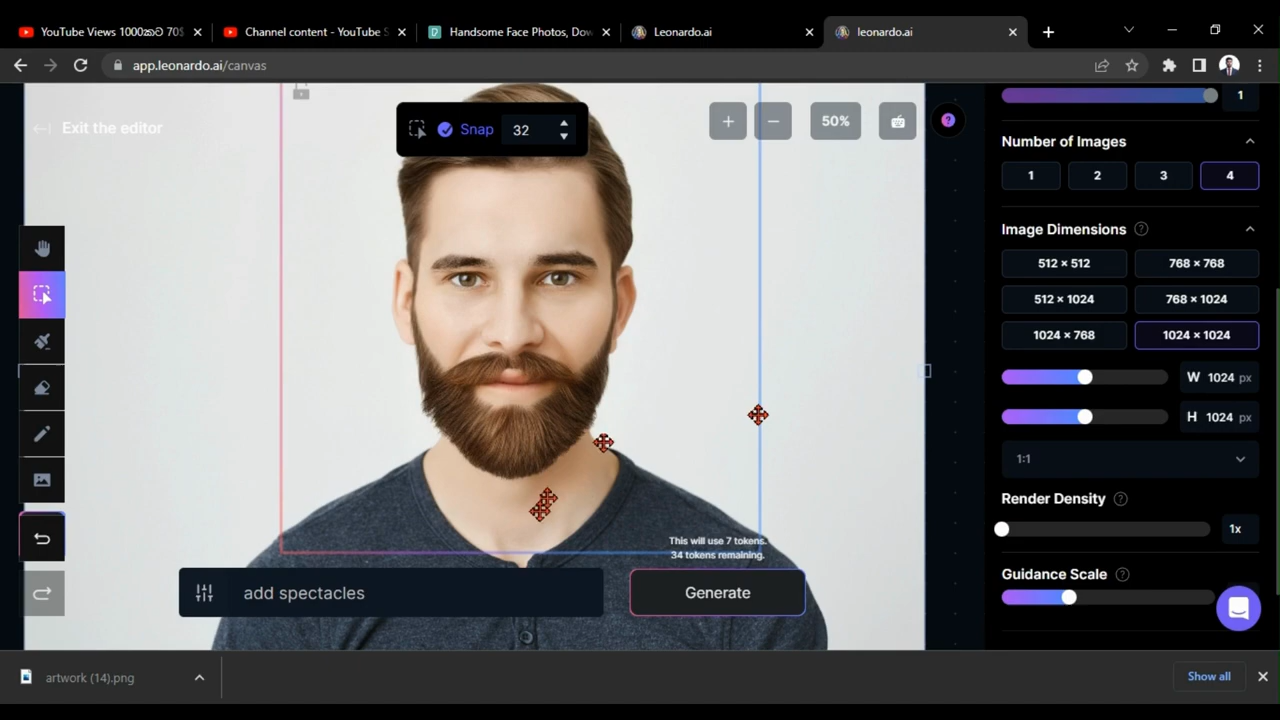 YouTube Views 1000කට 70$
Channel content - YouTube S
Handsome Face Photos, Dow
Leonardo.ai
leonardo.ai
app.leonardo.ai/canvas
Exit the editor
Snap 32
50%
1
Number of Images
1 2 3 4
Image Dimensions
512 × 512 768 × 768
512 × 1024 768 × 1024
1024 × 768 1024 × 1024
W 1024 px
H 1024 px
1:1
Render Density
1x
This will use 7 tokens.
34 tokens remaining.
add spectacles
Generate
Guidance Scale
artwork (14).png
Show all